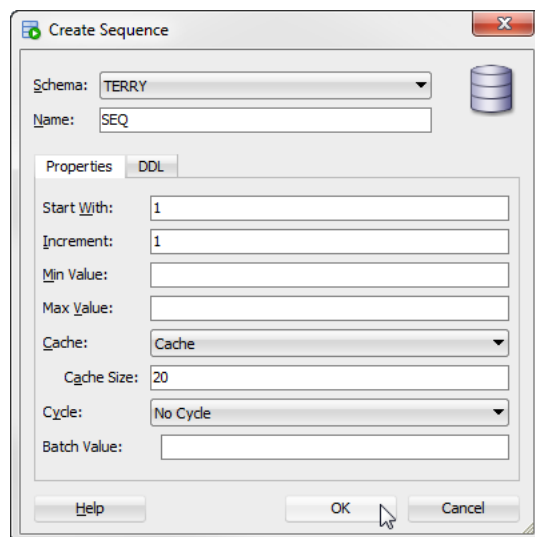 Create Sequence
Schema: TERRY
Name: SEQ
Properties DDL
Start With: 1
Increment: 1
Min Value:
Max Value:
Cache: Cache
Cache Size: 20
Cycle: No Cycle
Batch Value:
Help OK Cancel